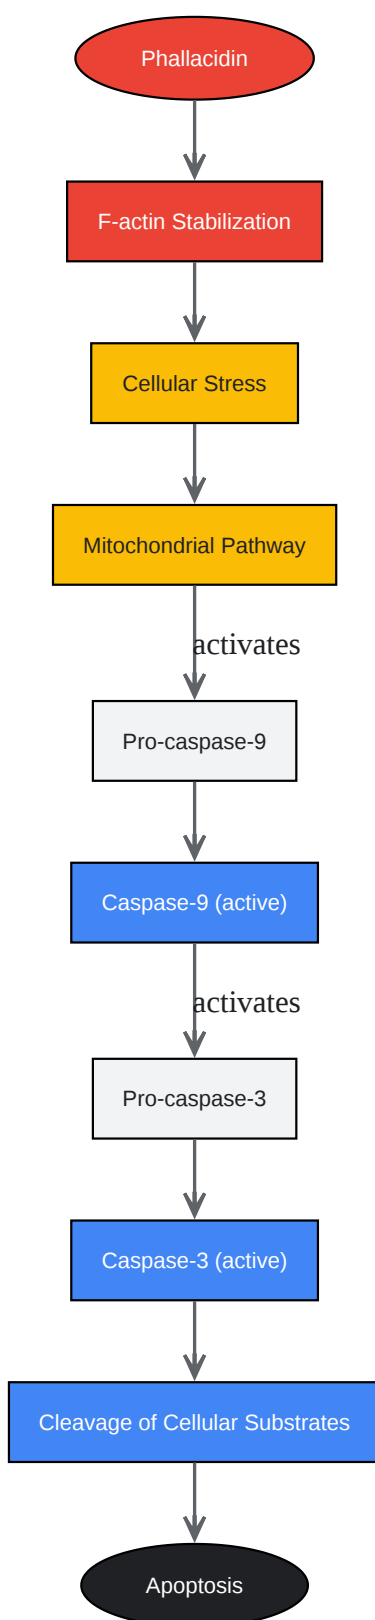 Phallacidin
F-actin Stabilization
Cellular Stress
Mitochondrial Pathway
activates
Pro-caspase-9
Caspase-9 (active)
activates
Pro-caspase-3
Caspase-3 (active)
Cleavage of Cellular Substrates
Apoptosis